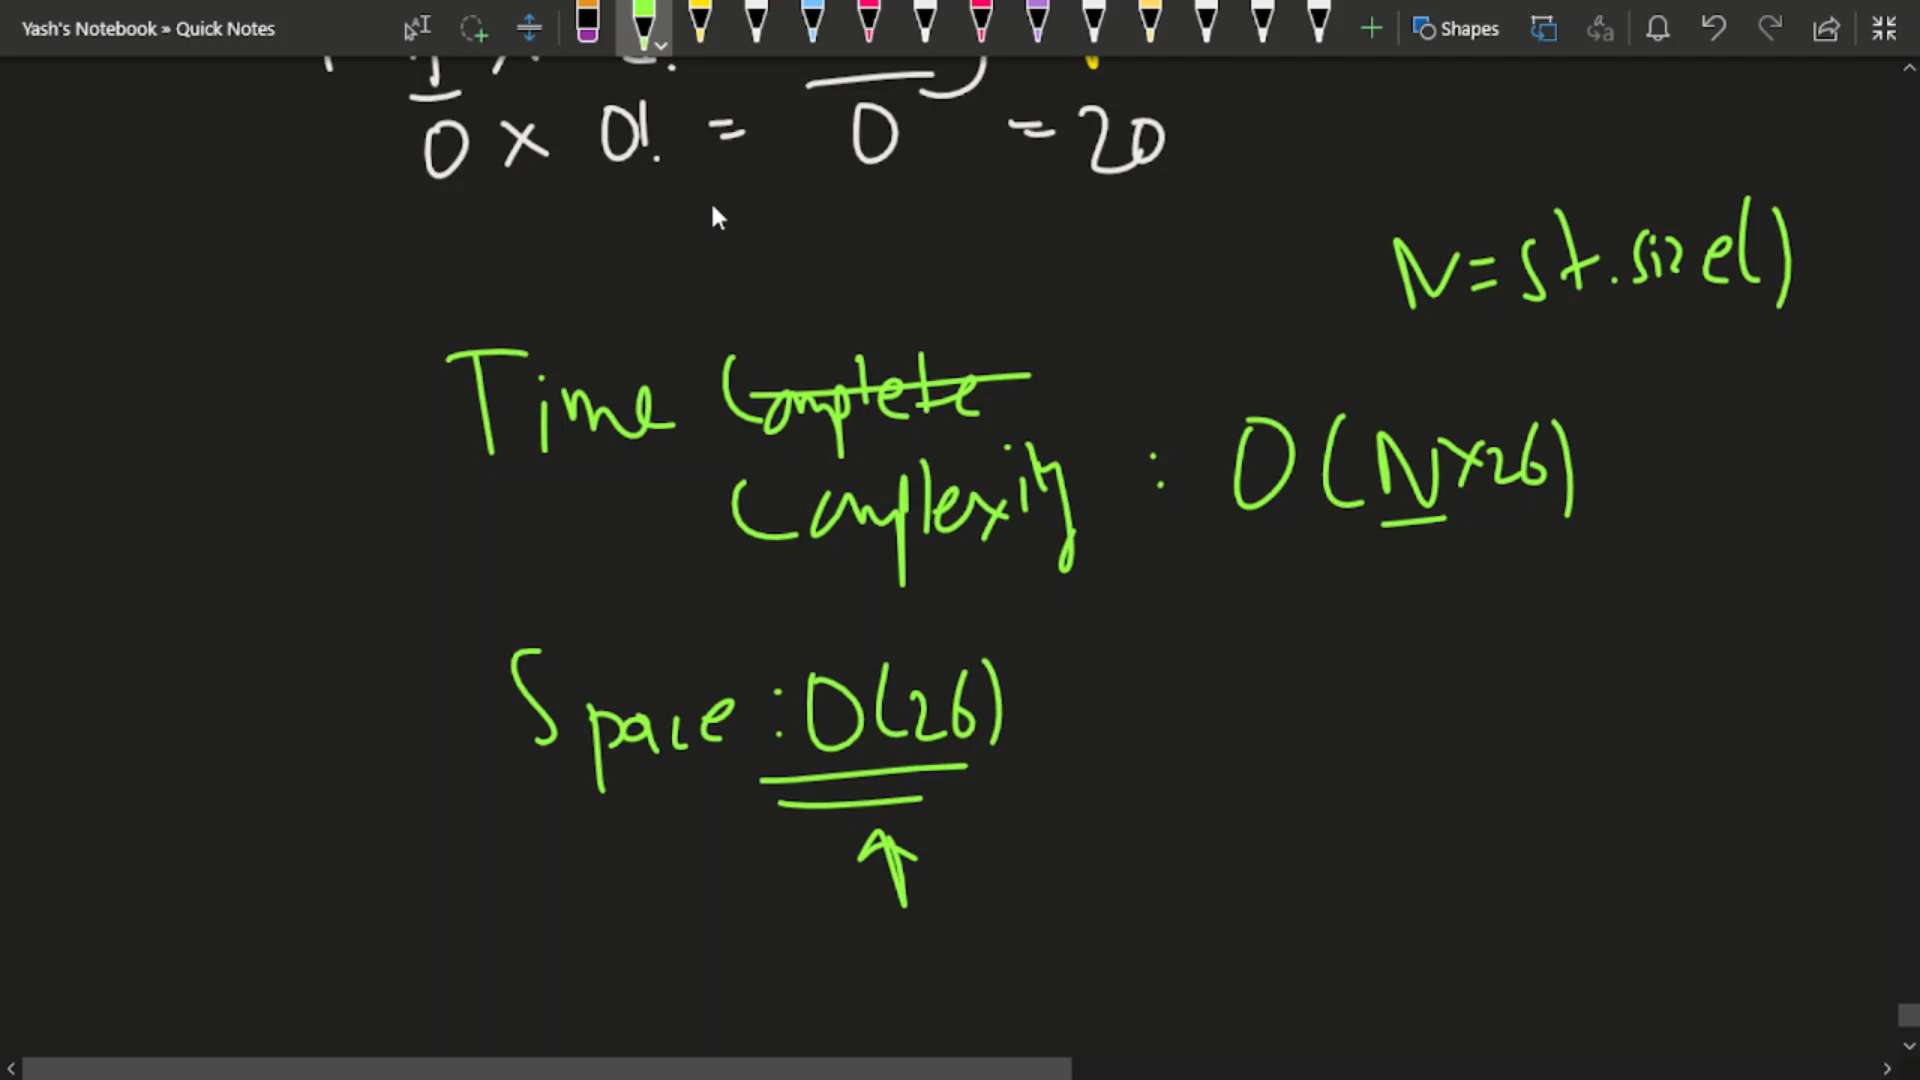 Yash's Notebook » Quick Notes
Shapes
0 × 0! = 0 = 20
N = st.size()
Time Complete
Complexity : O(N×26)
Space : O(26)